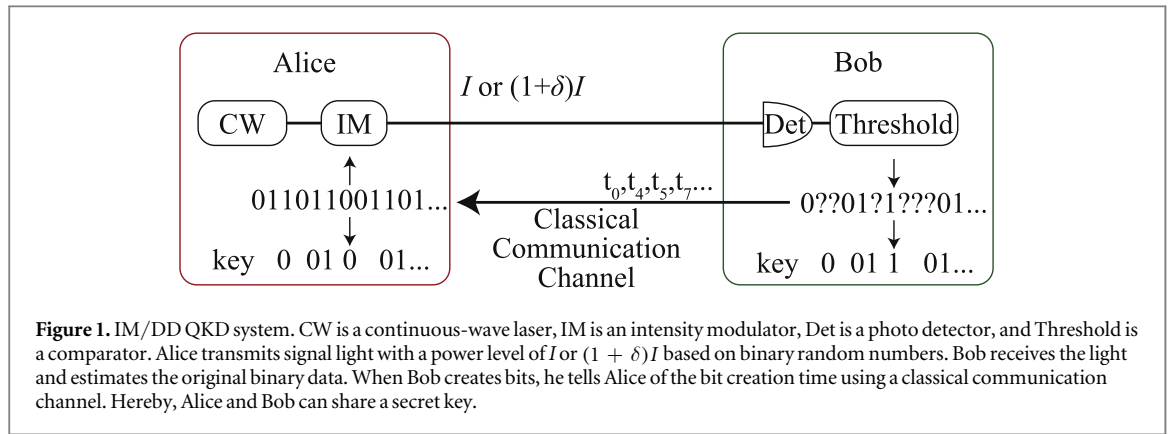 Alice
Bob
I or (1+δ)I
CW
IM
Det
Threshold
t0,t4,t5,t7...
011011001101...
0??01?1???01...
Classical
Communication
Channel
key 0 01 0 01...
key 0 01 1 01...
Figure 1. IM/DD QKD system. CW is a continuous-wave laser, IM is an intensity modulator, Det is a photo detector, and Threshold is
a comparator. Alice transmits signal light with a power level of I or (1 + δ)I based on binary random numbers. Bob receives the light
and estimates the original binary data. When Bob creates bits, he tells Alice of the bit creation time using a classical communication
channel. Hereby, Alice and Bob can share a secret key.